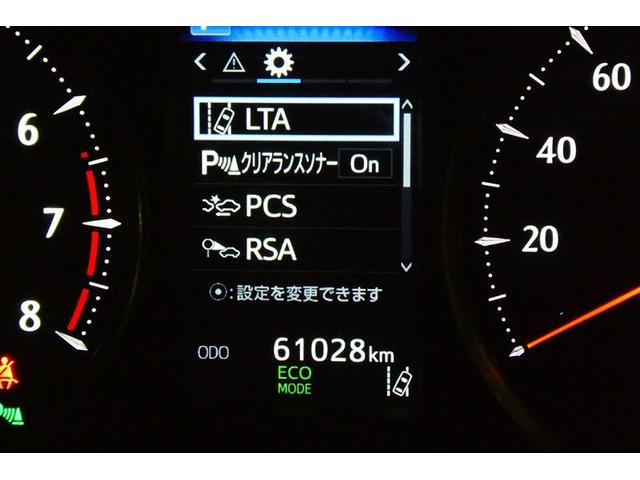 LTA
P クリアランスソナー On
PCS
RSA
:設定を変更できます
ODO 61028km
ECO
MODE
6
7
8
60
40
20
P